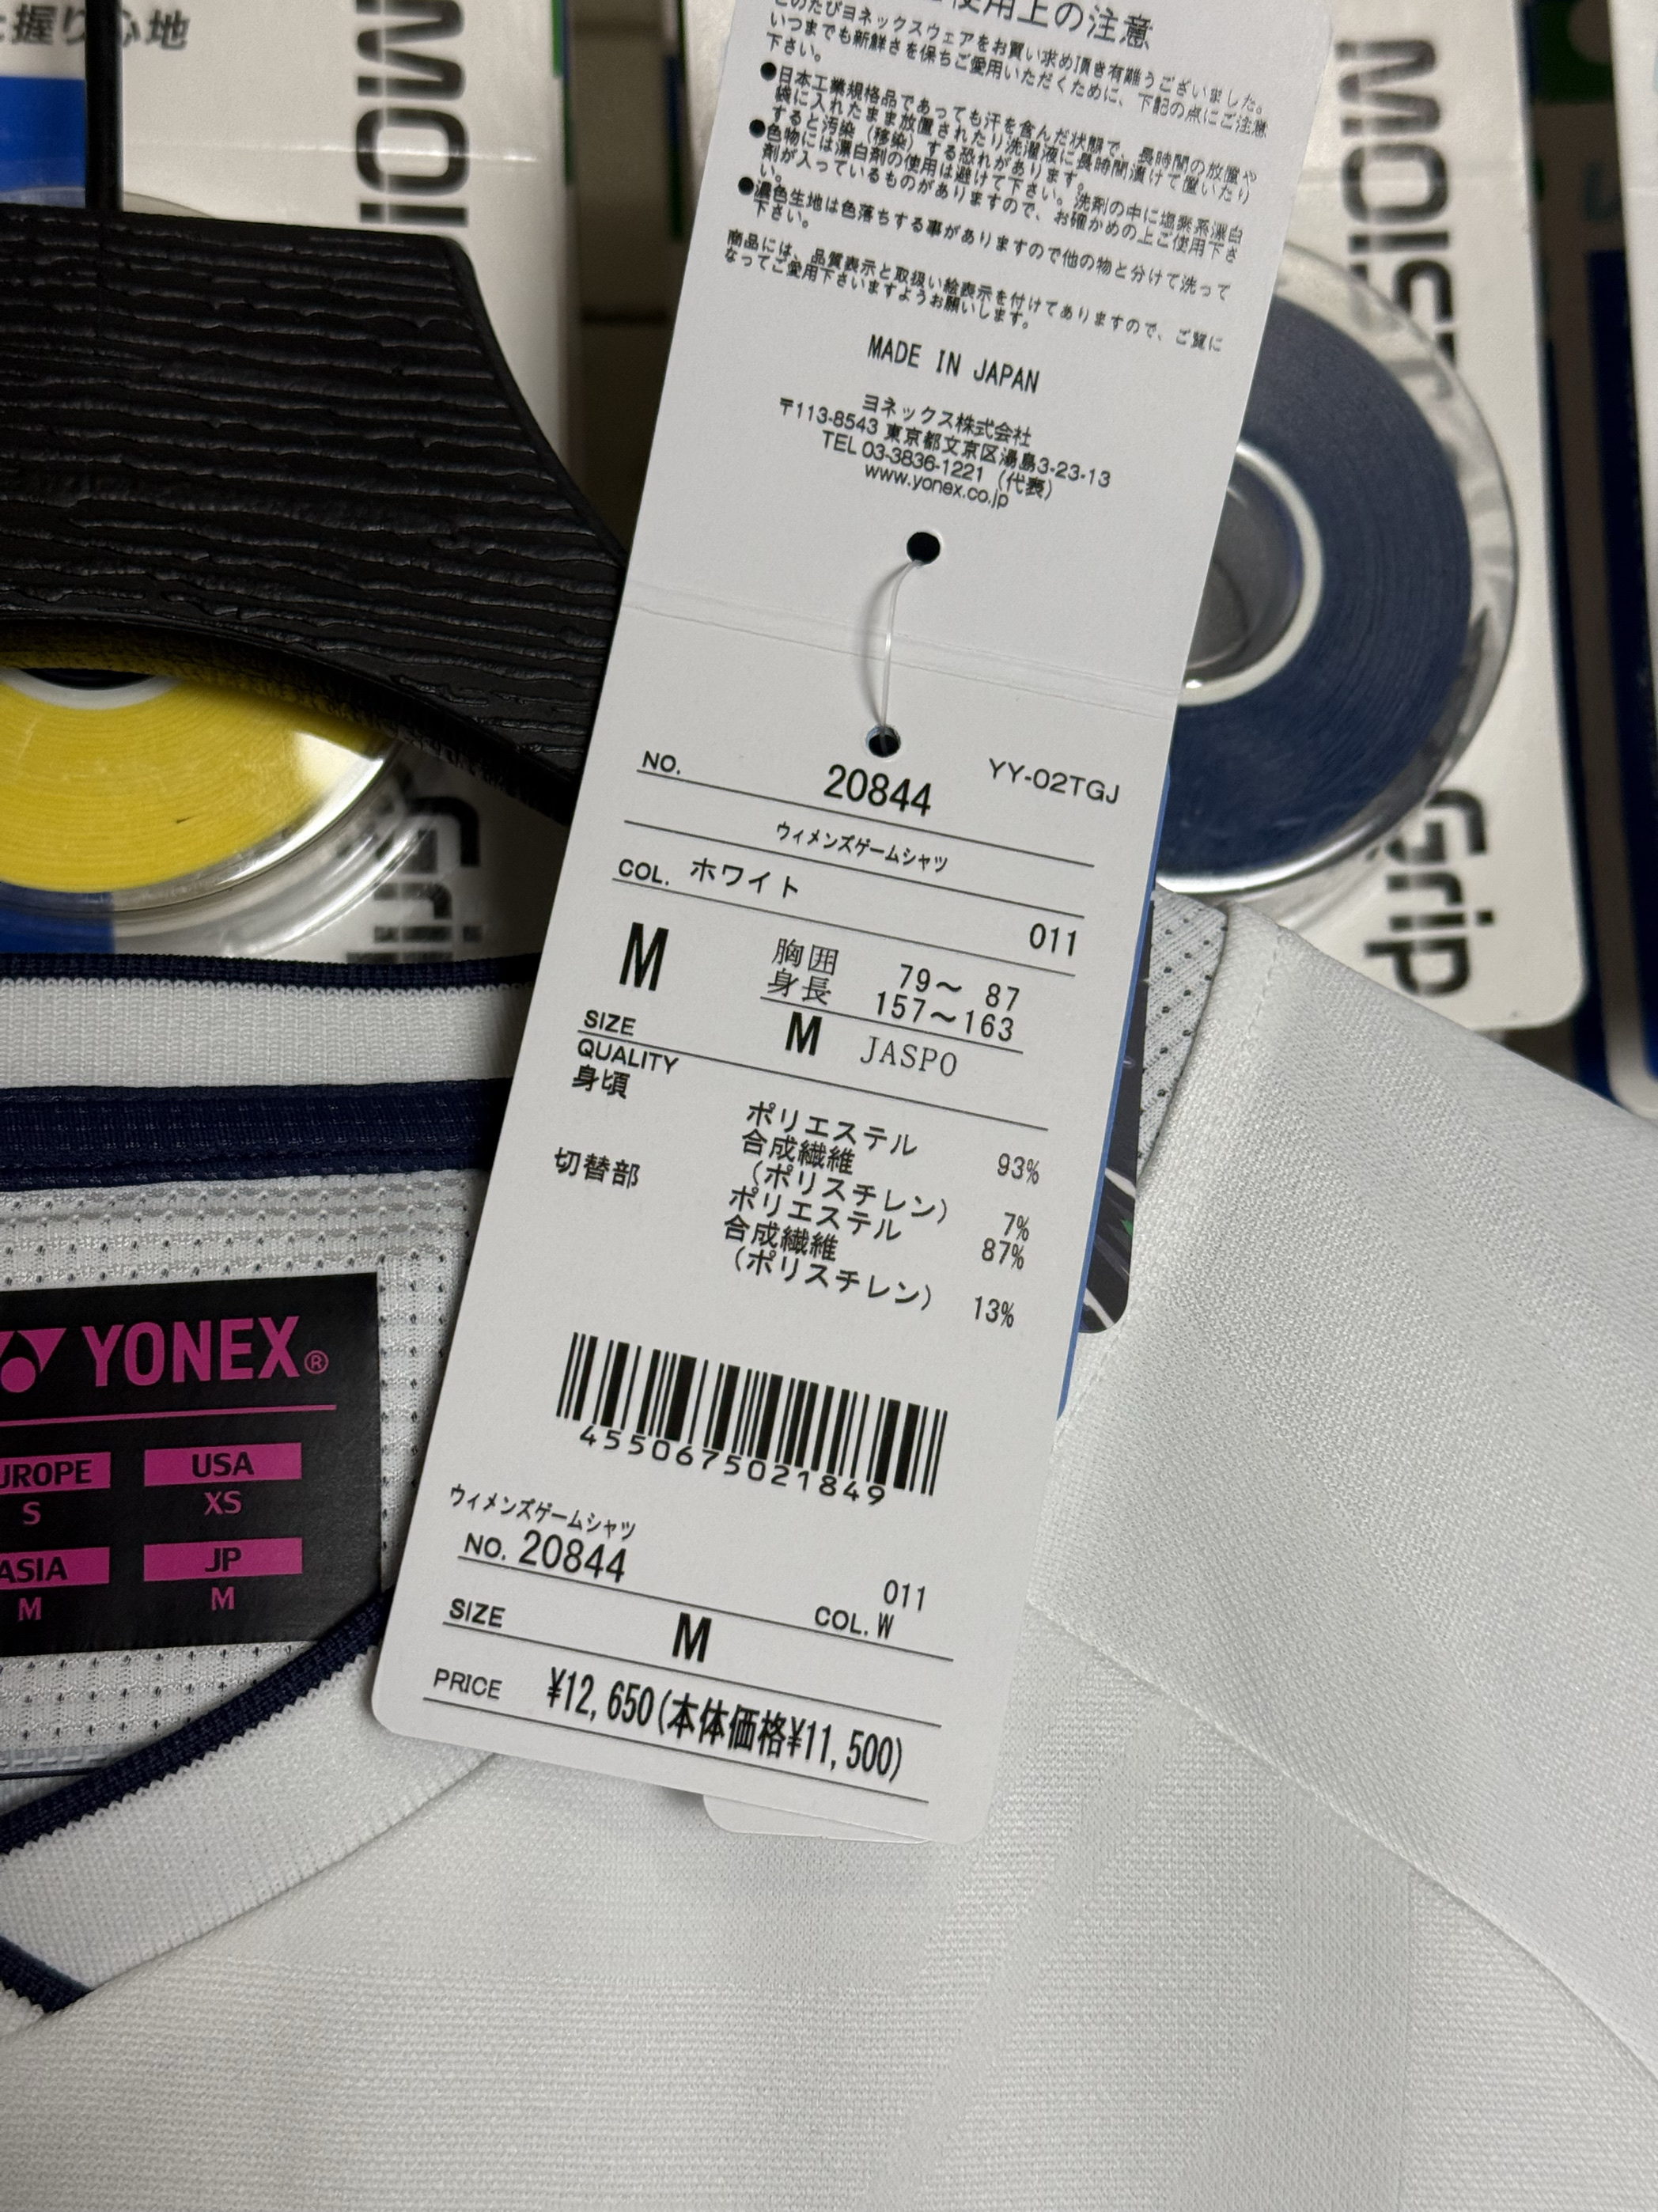 握り心地
MOIS
Grip
MOIST
Grip
使用上の注意
このたびヨネックスウェアをお買い求め頂き有難うございました。
いつまでも新鮮さを保ちご愛用いただくために、下記の点にご注意
下さい。
●日本工業規格品であっても汗を含んだ状態で、長時間の放置や
袋に入れたまま放置されたり洗濯液に長時間漬けて置いたり
すると汚染（移染）する恐れがあります。
●色物には漂白剤の使用は避けて下さい。洗剤の中に塩素系漂白
剤が入っているものがありますので、お確かめの上ご使用下さ
い。
●濃色生地は色落ちする事がありますので他の物と分けて洗って
下さい。
商品には、品質表示と取扱い絵表示を付けてありますので、ご覧に
なってご愛用下さいますようお願いします。
MADE IN JAPAN
ヨネックス株式会社
〒113-8543 東京都文京区湯島3-23-13
TEL 03-3836-1221（代表）
www.yonex.co.jp
NO. 20844 YY-02TGJ
ウィメンズゲームシャツ
COL. ホワイト
011
M 胸囲 79〜 87
身長 157〜163
SIZE M JASPO
QUALITY
身頃
ポリエステル 93%
合成繊維
（ポリスチレン） 7%
切替部 ポリエステル 87%
合成繊維
（ポリスチレン） 13%
4550675021849
ウィメンズゲームシャツ
NO. 20844 011
SIZE M COL. W
PRICE ¥12,650(本体価格¥11,500)
YONEX®
EUROPE USA
S XS
ASIA JP
M M